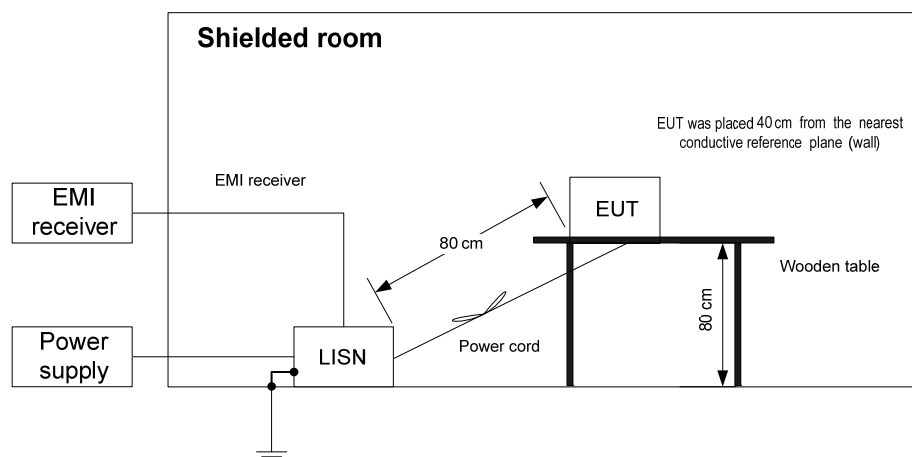 Shielded room
EUT was placed 40 cm from the nearest
conductive reference plane (wall)
EMI receiver
EMI
receiver
EUT
80 cm
Wooden table
80 cm
Power
supply
LISN
Power cord